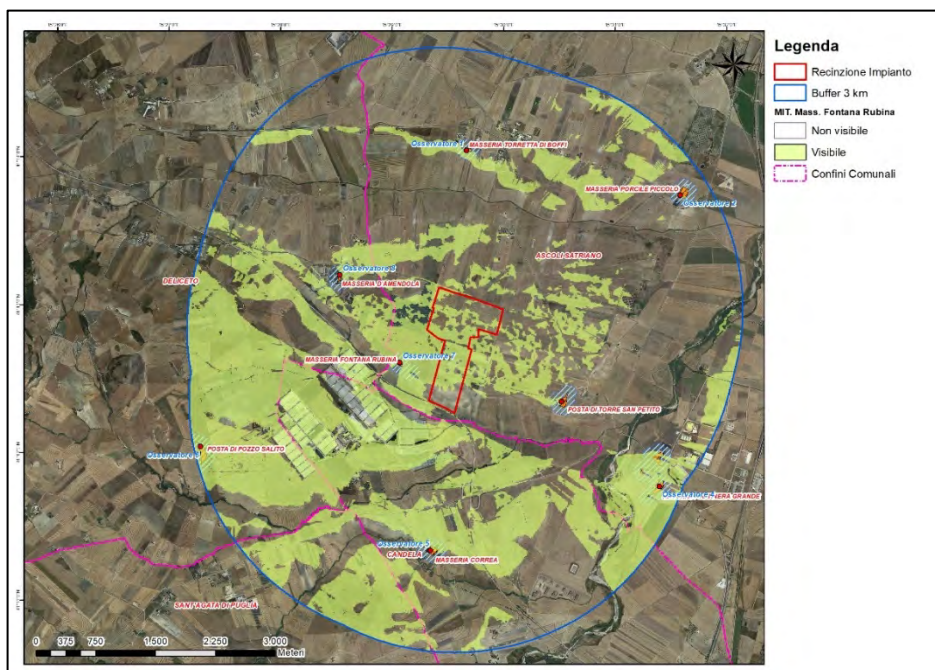 Legenda
Recinzione Impianto
Buffer 3 km
MIT. Mass. Fontana Rubina
Non visibile
Visibile
Confini Comunali
MASSERIA TORRETTA DI BOFFI
MASSERIA PORCILE PICCOLO
Osservatore 2
ASCOLI SATRIANO
Osservatore 8
MASSERIA D'AMENDOLA
DELICETO
MASSERIA FONTANA RUBINA
Osservatore 7
POSTA DI TORRE SAN PETITO
POSTA DI POZZO SALITO
Osservatore 4
NERA GRANDE
Osservatore 5
CANDELA
MASSERIA CORREA
SANT'AGATA DI PUGLIA
0 375 750 1.500 2.250 3.000
Meteri